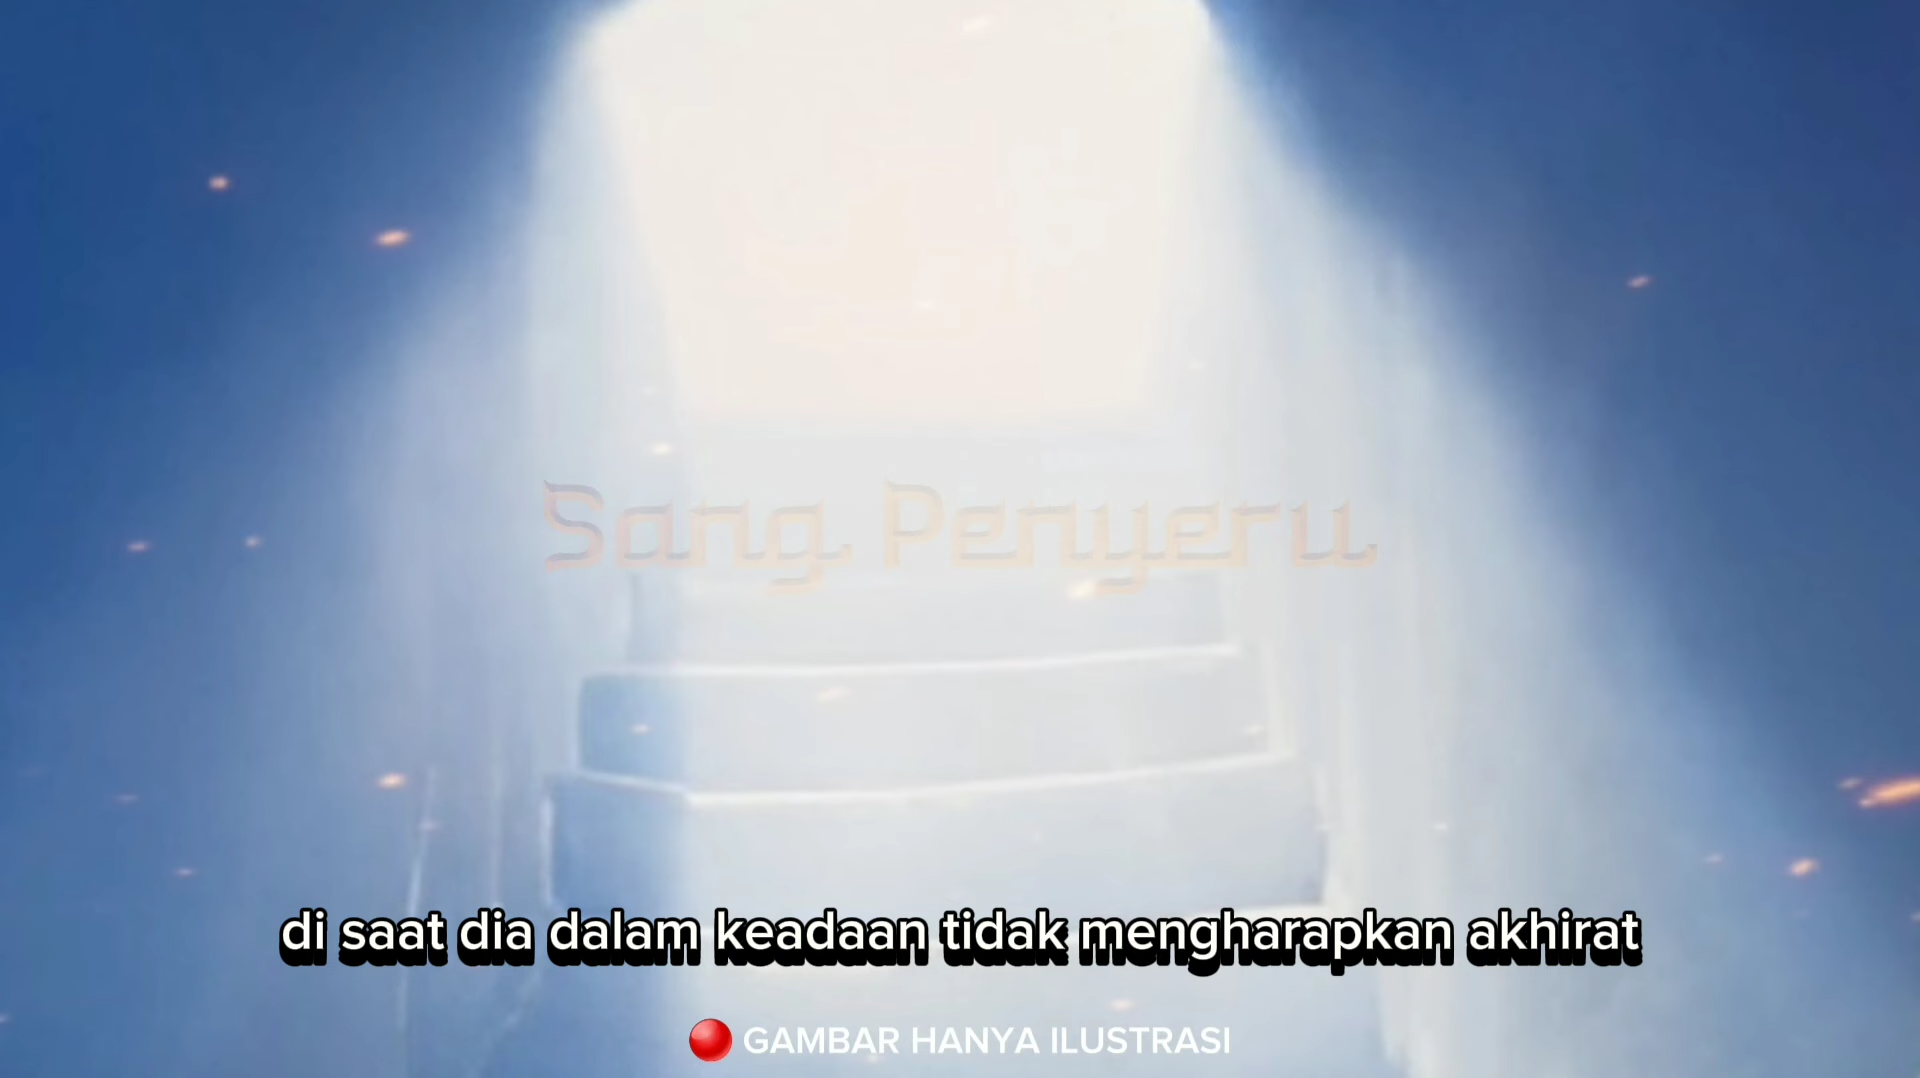 Sang Penyeru
di saat dia dalam keadaan tidak mengharapkan akhirat
GAMBAR HANYA ILUSTRASI